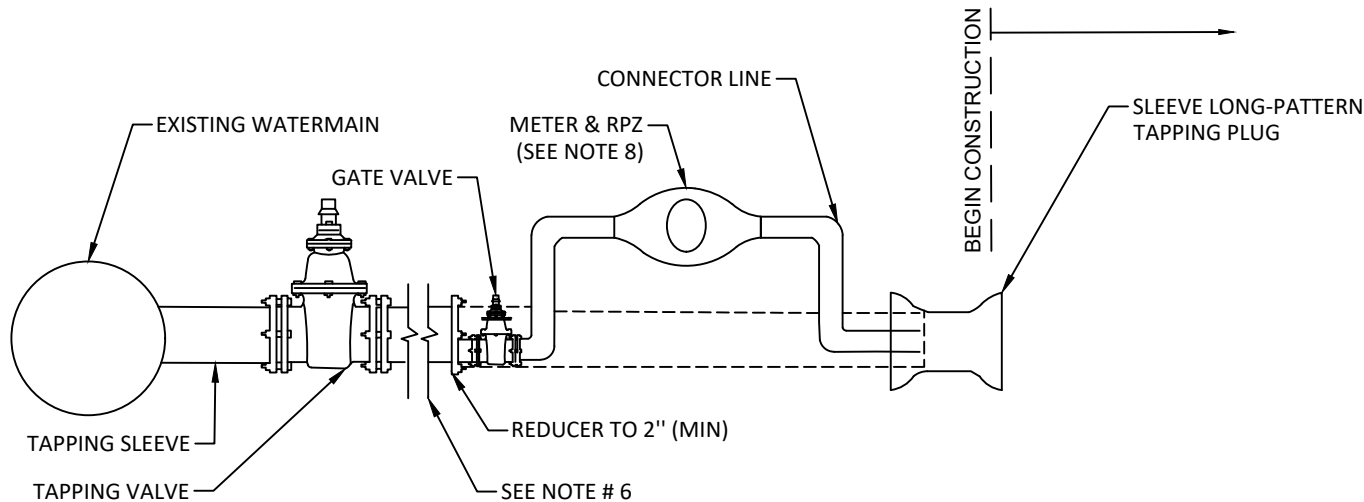 BEGIN CONSTRUCTION
CONNECTOR LINE
SLEEVE LONG-PATTERN
TAPPING PLUG
EXISTING WATERMAIN
METER & RPZ
(SEE NOTE 8)
GATE VALVE
TAPPING SLEEVE
REDUCER TO 2'' (MIN)
TAPPING VALVE
SEE NOTE # 6